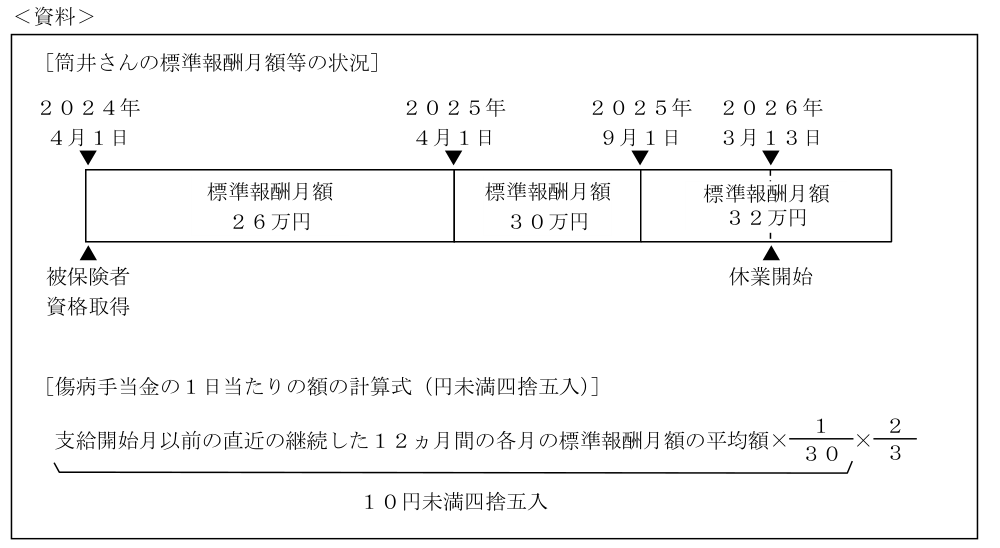 ＜資料＞
［筒井さんの標準報酬月額等の状況］
２０２４年 ２０２５年 ２０２５年 ２０２６年
４月１日 ４月１日 ９月１日 ３月１３日
標準報酬月額 標準報酬月額 標準報酬月額
２６万円 ３０万円 ３２万円
被保険者 休業開始
資格取得
［傷病手当金の１日当たりの額の計算式（円未満四捨五入）］
支給開始月以前の直近の継続した１２ヵ月間の各月の標準報酬月額の平均額×１／３０×２／３
１０円未満四捨五入